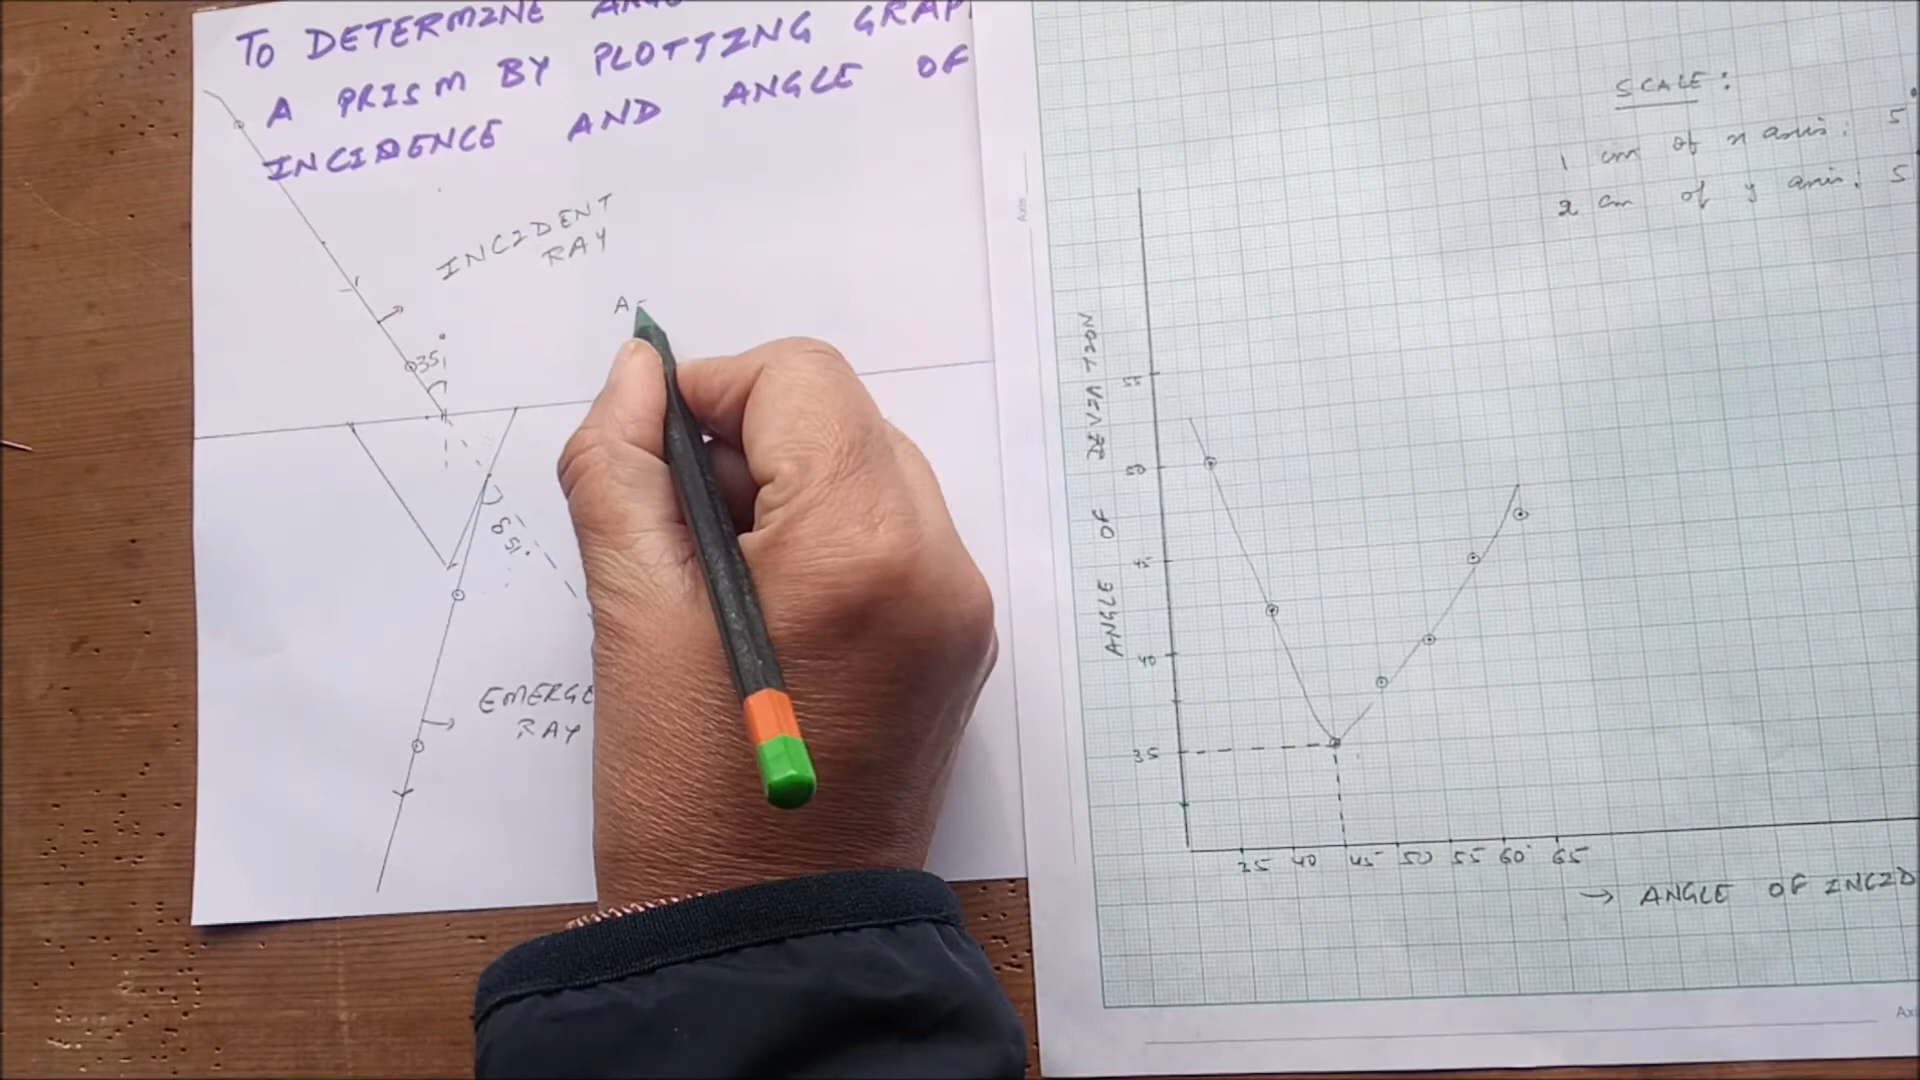 TO DETERMINE
A PRISM BY PLOTTING GRAP
INCIDENCE AND ANGLE OF
INCIDENT
RAY
35°
A =
EMERGE
RAY
SCALE :
1 cm of x axis : 5°
2 cm of y axis : 5
ANGLE OF DEVIATION
55
50
45
40
35
35 40 45 50 55 60 65
→ ANGLE OF INCID